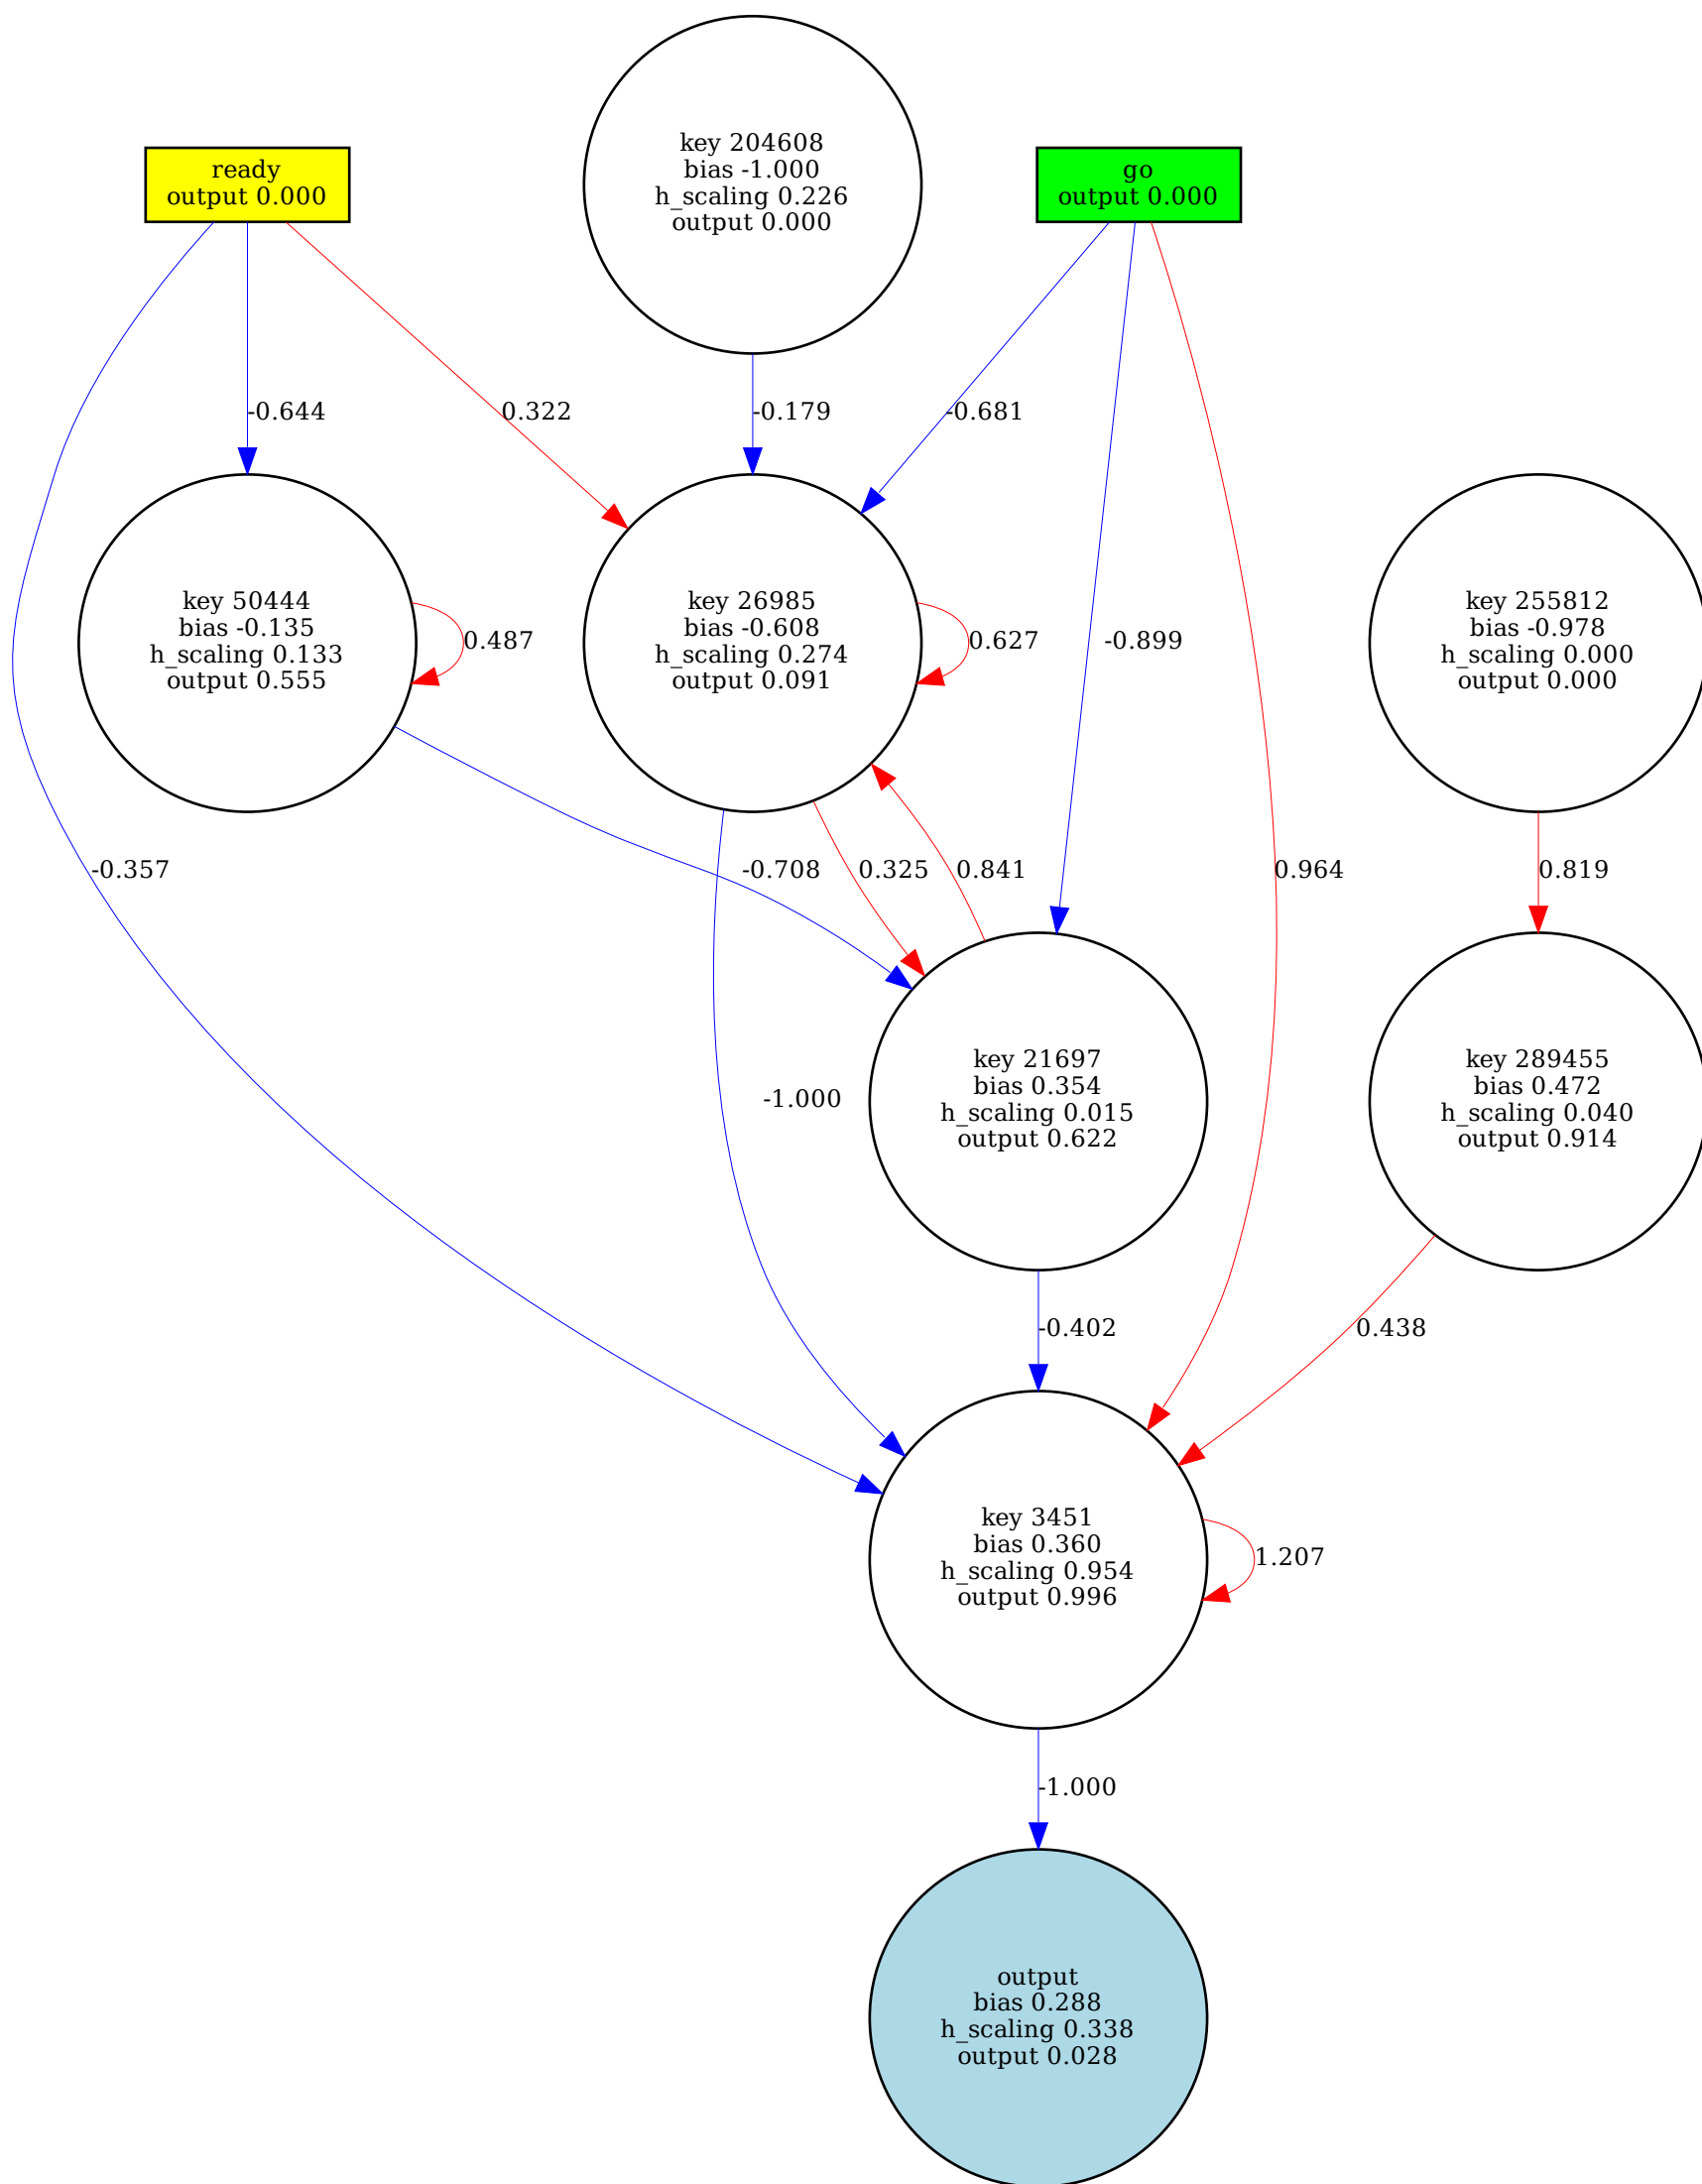 key 204608
bias -1.000
h_scaling 0.226
output 0.000
ready
output 0.000
go
output 0.000
-0.644
0.322
-0.179
-0.681
key 50444
bias -0.135
h_scaling 0.133
output 0.555
0.487
key 26985
bias -0.608
h_scaling 0.274
output 0.091
0.627
-0.899
key 255812
bias -0.978
h_scaling 0.000
output 0.000
-0.357
-0.708
0.325
0.841
0.964
0.819
-1.000
key 21697
bias 0.354
h_scaling 0.015
output 0.622
key 289455
bias 0.472
h_scaling 0.040
output 0.914
-0.402
0.438
key 3451
bias 0.360
h_scaling 0.954
output 0.996
1.207
-1.000
output
bias 0.288
h_scaling 0.338
output 0.028